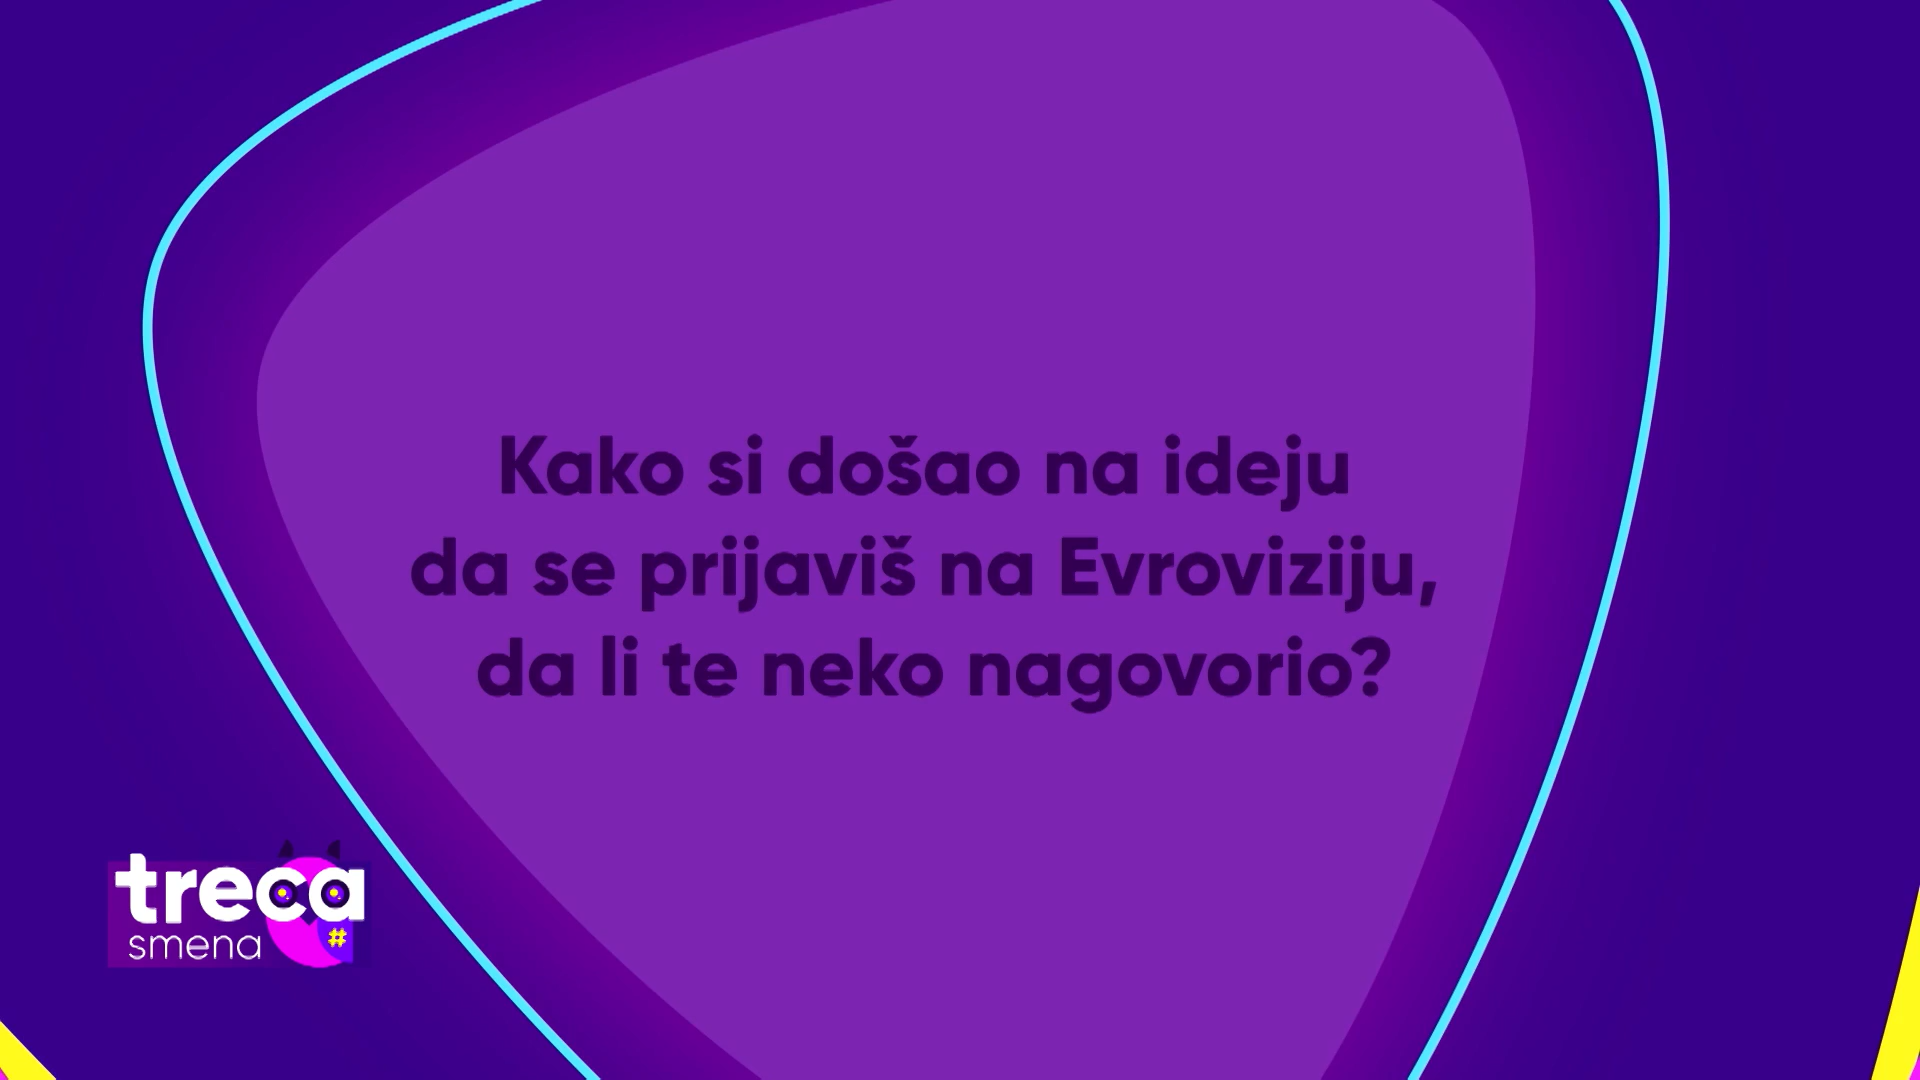 Kako si došao na ideju
da se prijaviš na Evroviziju,
da li te neko nagovorio?
treca
smena
#